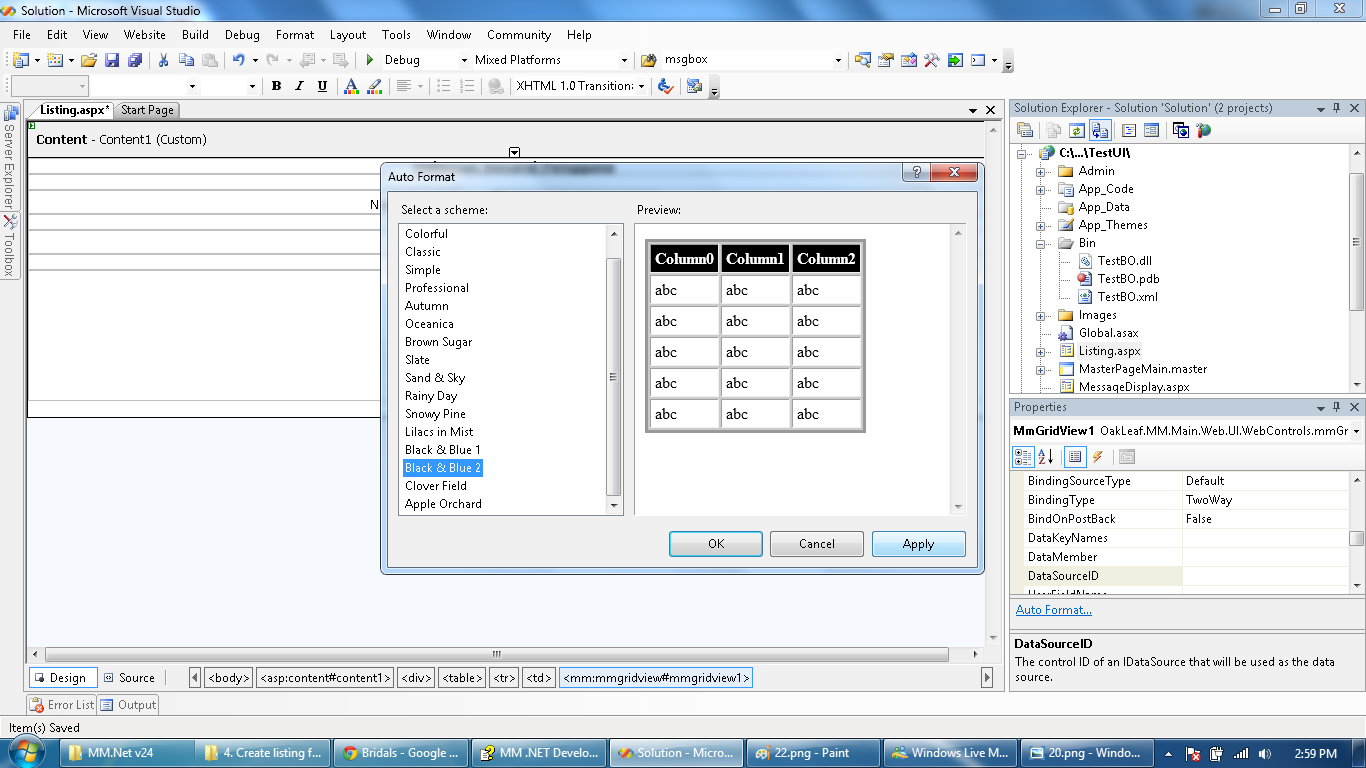 Solution - Microsoft Visual Studio
File Edit View Website Build Debug Format Layout Tools Window Community Help
Debug Mixed Platforms msgbox
B I U A XHTML 1.0 Transition:
Listing.aspx* Start Page
Server Explorer
Toolbox
Content - Content1 (Custom)
N
Auto Format
Select a scheme:
Colorful
Classic
Simple
Professional
Autumn
Oceanica
Brown Sugar
Slate
Sand & Sky
Rainy Day
Snowy Pine
Lilacs in Mist
Black & Blue 1
Black & Blue 2
Clover Field
Apple Orchard
Preview:
Column0 Column1 Column2
abc abc abc
abc abc abc
abc abc abc
abc abc abc
abc abc abc
OK Cancel Apply
Solution Explorer - Solution 'Solution' (2 projects)
C:\...\TestUI\
Admin
App_Code
App_Data
App_Themes
Bin
TestBO.dll
TestBO.pdb
TestBO.xml
Images
Global.asax
Listing.aspx
MasterPageMain.master
MessageDisplay.aspx
Properties
MmGridView1 OakLeaf.MM.Main.Web.UI.WebControls.mmGr
BindingSourceType Default
BindingType TwoWay
BindOnPostBack False
DataKeyNames
DataMember
DataSourceID
Auto Format...
DataSourceID
The control ID of an IDataSource that will be used as the data
source.
Design Source <body> <asp:content#content1> <div> <table> <tr> <td> <mm:mmgridview#mmgridview1>
Error List Output
Item(s) Saved
MM.Net v24 4. Create listing f... Bridals - Google ... MM .NET Develo... Solution - Micros... 22.png - Paint Windows Live M... 20.png - Windo... 2:59 PM